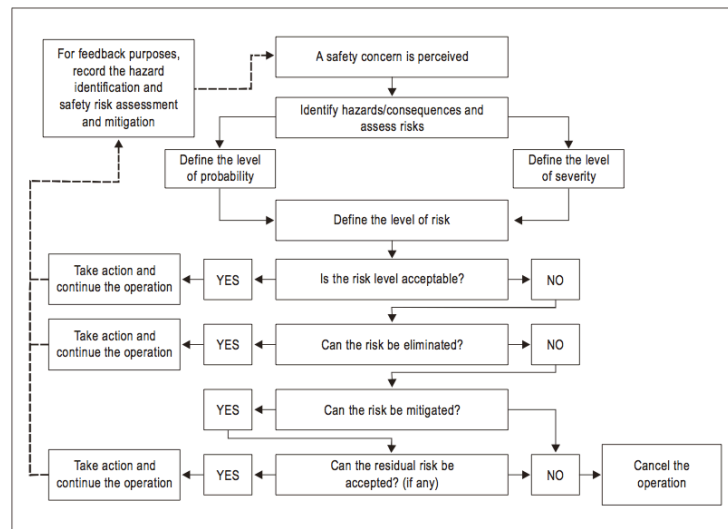 For feedback purposes,
record the hazard
identification and
safety risk assessment
and mitigation
A safety concern is perceived
Identify hazards/consequences and
assess risks
Define the level
of probability
Define the level
of severity
Define the level of risk
Take action and
continue the operation
YES
Is the risk level acceptable?
NO
Take action and
continue the operation
YES
Can the risk be eliminated?
NO
YES
Can the risk be mitigated?
Take action and
continue the operation
YES
Can the residual risk be
accepted? (if any)
NO
Cancel the
operation